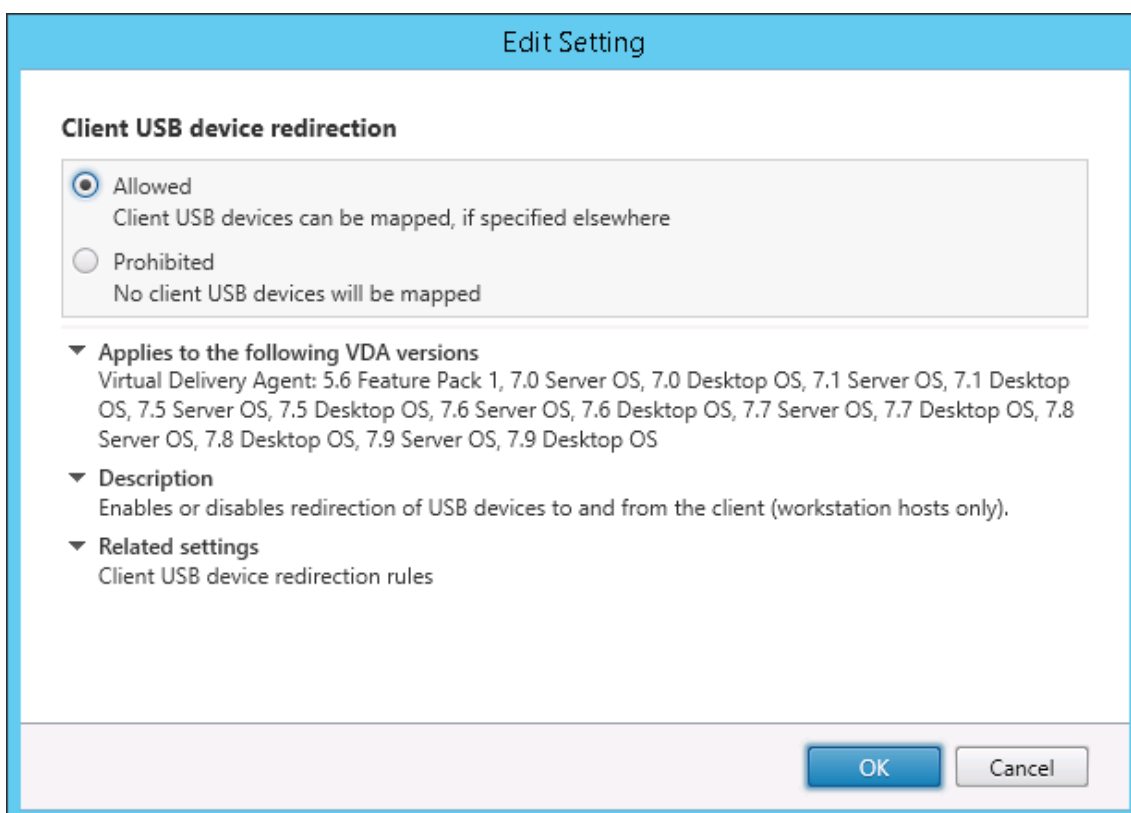 Edit Setting
Client USB device redirection
Allowed
Client USB devices can be mapped, if specified elsewhere
Prohibited
No client USB devices will be mapped
Applies to the following VDA versions
Virtual Delivery Agent: 5.6 Feature Pack 1, 7.0 Server OS, 7.0 Desktop OS, 7.1 Server OS, 7.1 Desktop
OS, 7.5 Server OS, 7.5 Desktop OS, 7.6 Server OS, 7.6 Desktop OS, 7.7 Server OS, 7.7 Desktop OS, 7.8
Server OS, 7.8 Desktop OS, 7.9 Server OS, 7.9 Desktop OS
Description
Enables or disables redirection of USB devices to and from the client (workstation hosts only).
Related settings
Client USB device redirection rules
OK
Cancel